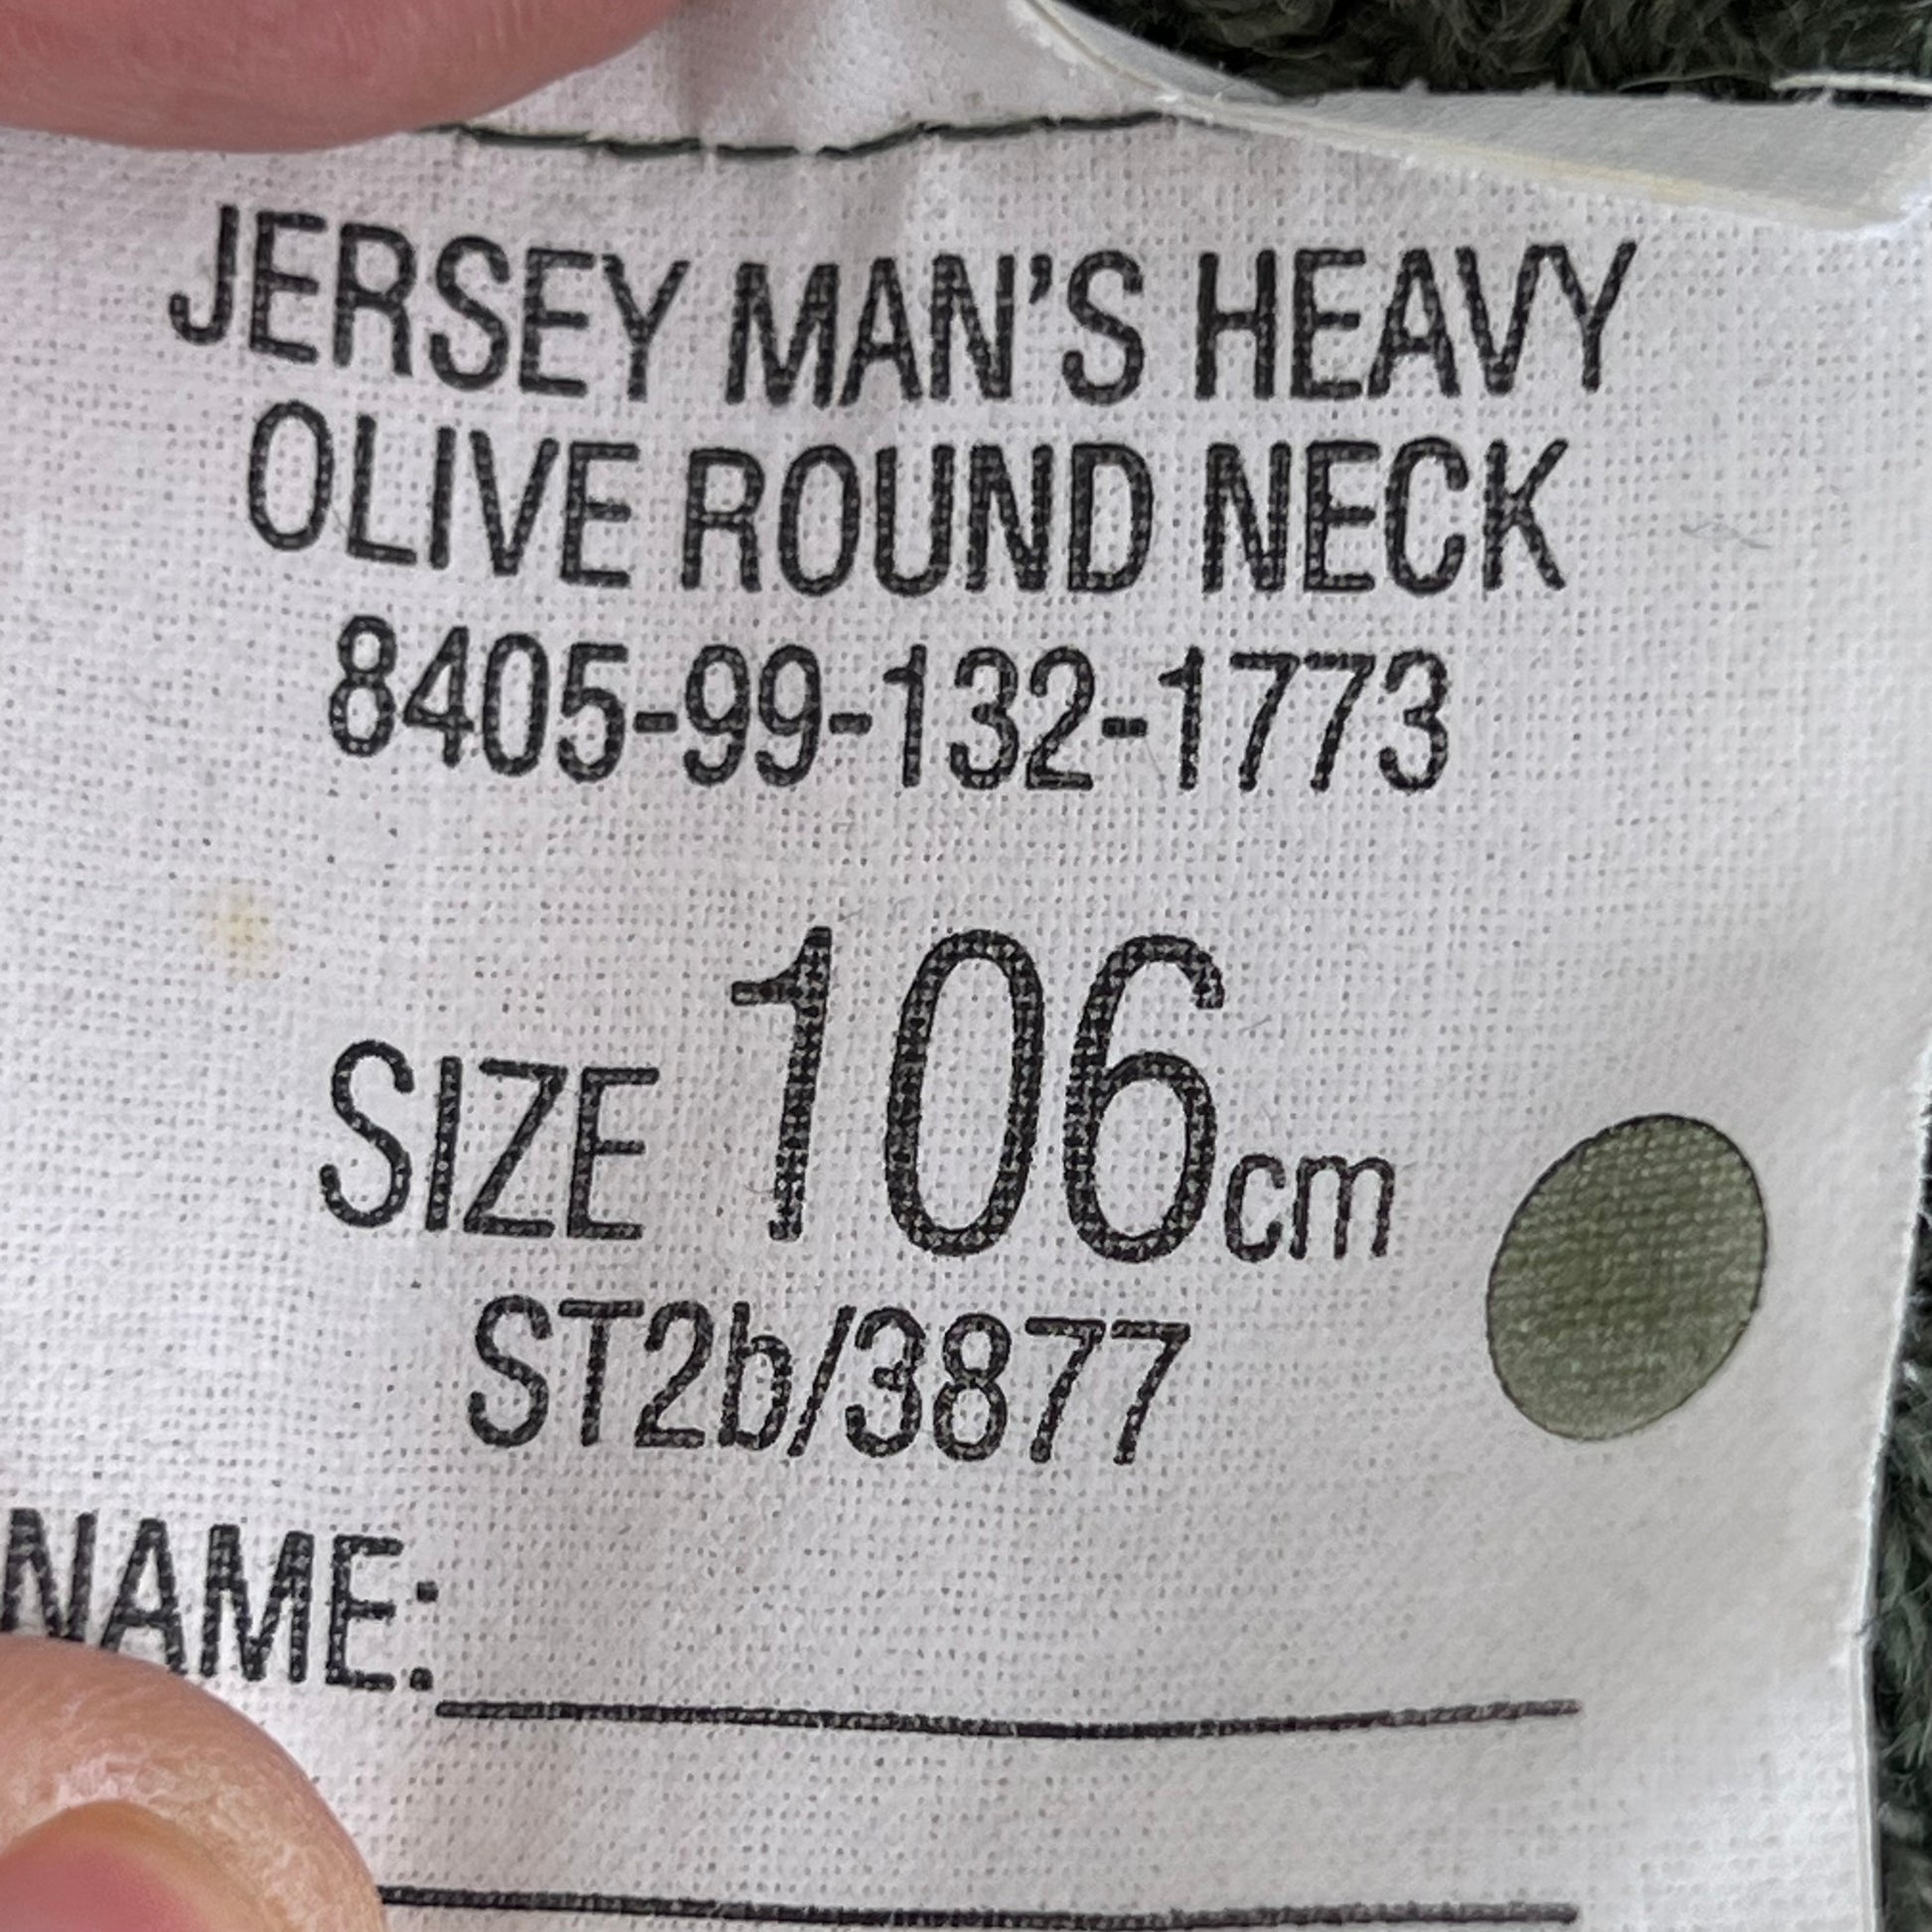 JERSEY MAN'S HEAVY
OLIVE ROUND NECK
8405-99-132-1773
SIZE 106cm
ST2b/3877
NAME: